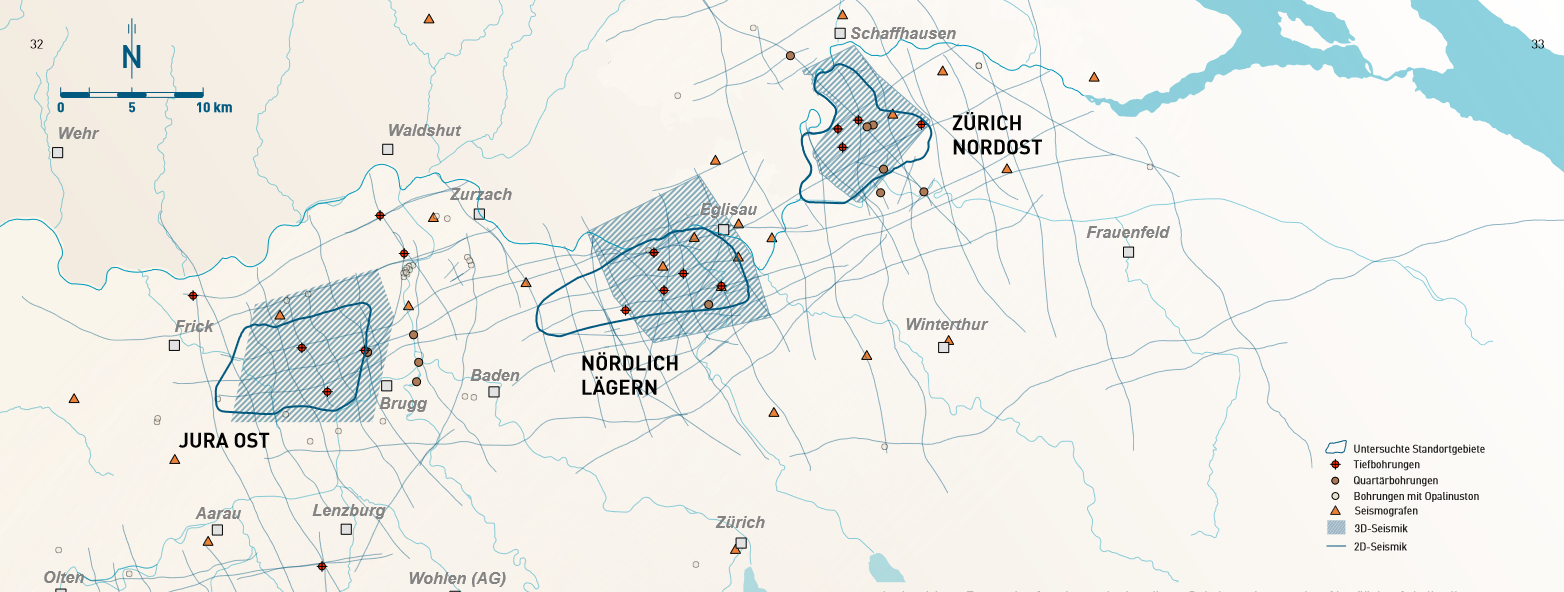 32
33
N
0 5 10 km
Schaffhausen
Wehr
Waldshut
ZÜRICH
NORDOST
Zurzach
Eglisau
Frauenfeld
Frick
Winterthur
NÖRDLICH
LÄGERN
Baden
Brugg
JURA OST
Untersuchte Standortgebiete
Tiefbohrungen
Quartärbohrungen
Bohrungen mit Opalinuston
Seismografen
3D-Seismik
2D-Seismik
Aarau
Lenzburg
Zürich
Olten
Wohlen (AG)